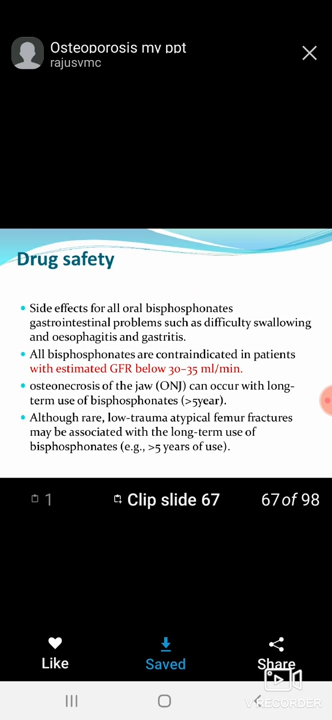 Osteoporosis my ppt
rajusvmc
Drug safety
Side effects for all oral bisphosphonates
gastrointestinal problems such as difficulty swallowing
and oesophagitis and gastritis.
All bisphosphonates are contraindicated in patients
with estimated GFR below 30–35 ml/min.
osteonecrosis of the jaw (ONJ) can occur with long-
term use of bisphosphonates (>5year).
Although rare, low-trauma atypical femur fractures
may be associated with the long-term use of
bisphosphonates (e.g., >5 years of use).
1
Clip slide 67
67 of 98
Like
Saved
Share
V RECORDER